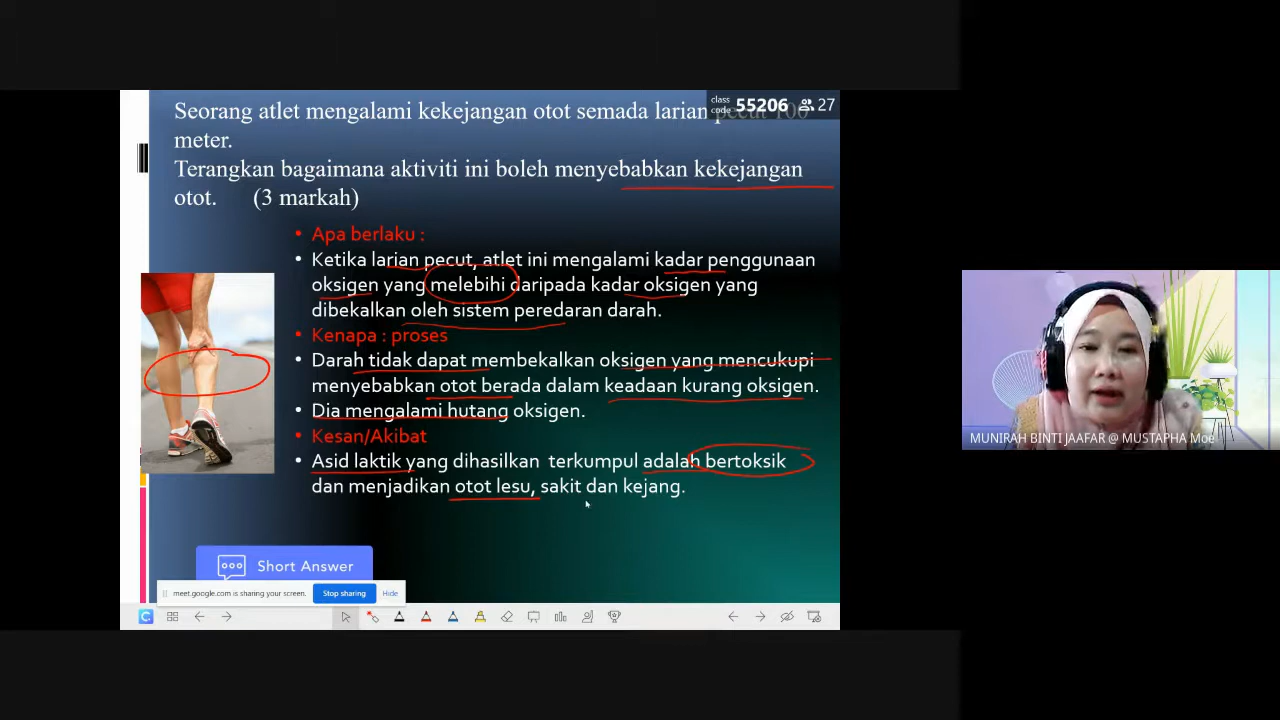 Seorang atlet mengalami kekejangan otot semada larian pecut 100
meter.
Terangkan bagaimana aktiviti ini boleh menyebabkan kekejangan
otot. (3 markah)
class code 55206 27
• Apa berlaku :
• Ketika larian pecut, atlet ini mengalami kadar penggunaan
oksigen yang melebihi daripada kadar oksigen yang
dibekalkan oleh sistem peredaran darah.
• Kenapa : proses
• Darah tidak dapat membekalkan oksigen yang mencukupi
menyebabkan otot berada dalam keadaan kurang oksigen.
• Dia mengalami hutang oksigen.
• Kesan/Akibat
• Asid laktik yang dihasilkan terkumpul adalah bertoksik
dan menjadikan otot lesu, sakit dan kejang.
Short Answer
meet.google.com is sharing your screen. Stop sharing Hide
MUNIRAH BINTI JAAFAR @ MUSTAPHA Moe